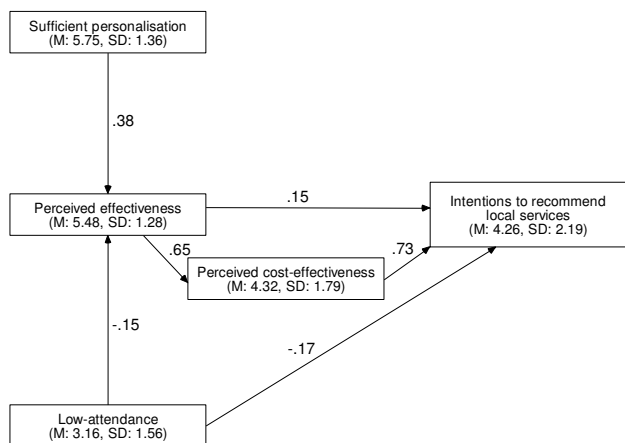 Sufficient personalisation
(M: 5.75, SD: 1.36)
.38
Perceived effectiveness
(M: 5.48, SD: 1.28)
.15
Intentions to recommend
local services
(M: 4.26, SD: 2.19)
.65
.73
Perceived cost-effectiveness
(M: 4.32, SD: 1.79)
-.15
-.17
Low-attendance
(M: 3.16, SD: 1.56)